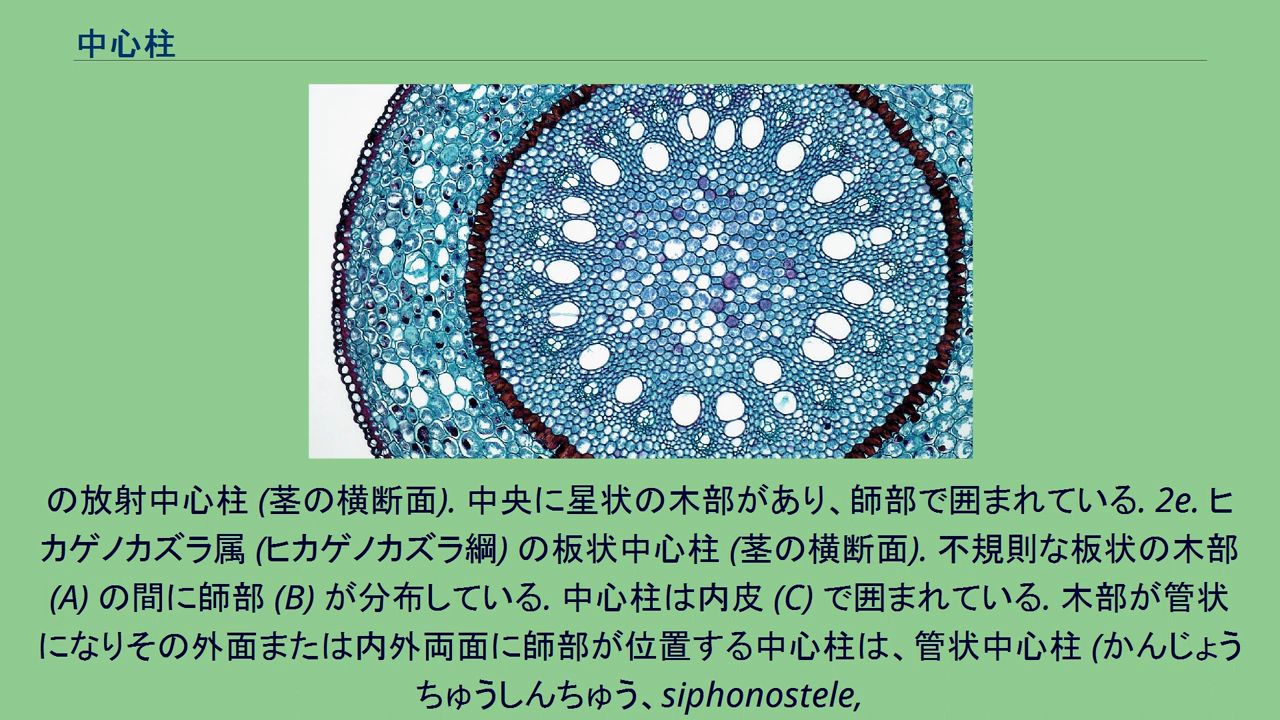 中心柱
の放射中心柱 (茎の横断面). 中央に星状の木部があり、師部で囲まれている. 2e. ヒ
カゲノカズラ属 (ヒカゲノカズラ綱) の板状中心柱 (茎の横断面). 不規則な板状の木部
(A) の間に師部 (B) が分布している. 中心柱は内皮 (C) で囲まれている. 木部が管状
になりその外面または内外両面に師部が位置する中心柱は、管状中心柱 (かんじょう
ちゅうしんちゅう、siphonostele,